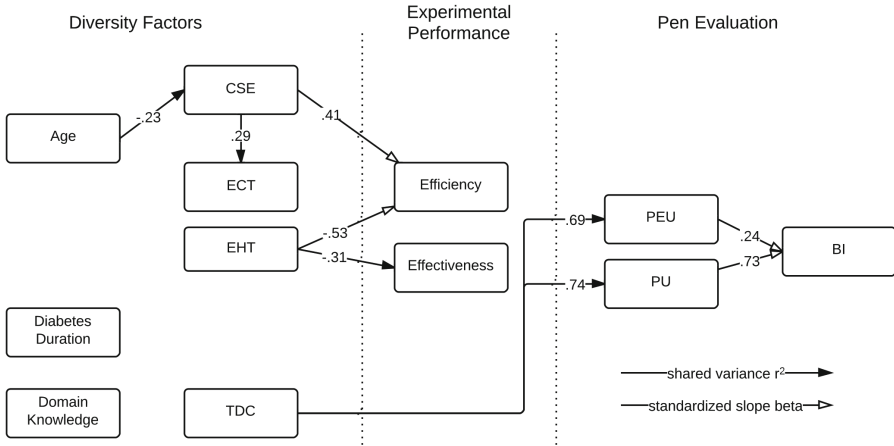 Diversity Factors
Experimental
Performance
Pen Evaluation
CSE
Age
-.23
.41
.29
ECT
Efficiency
EHT
-.53
-.31
Effectiveness
.69
PEU
.24
BI
.73
.74
PU
Diabetes
Duration
Domain
Knowledge
TDC
shared variance r²
standardized slope beta